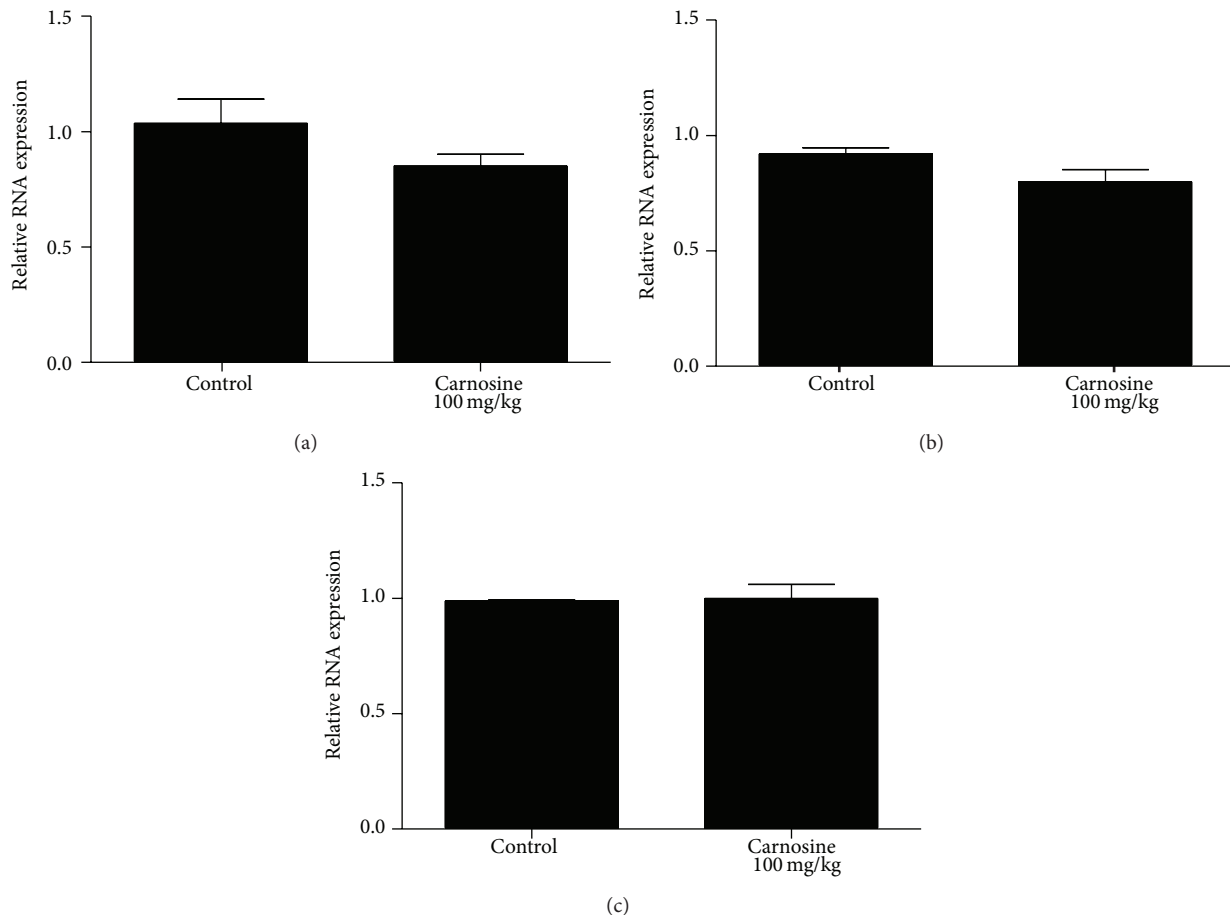 1.5
1.0
0.5
0.0
Relative RNA expression
Control
Carnosine
100 mg/kg
(a)
1.5
1.0
0.5
0.0
Relative RNA expression
Control
Carnosine
100 mg/kg
(b)
1.5
1.0
0.5
0.0
Relative RNA expression
Control
Carnosine
100 mg/kg
(c)